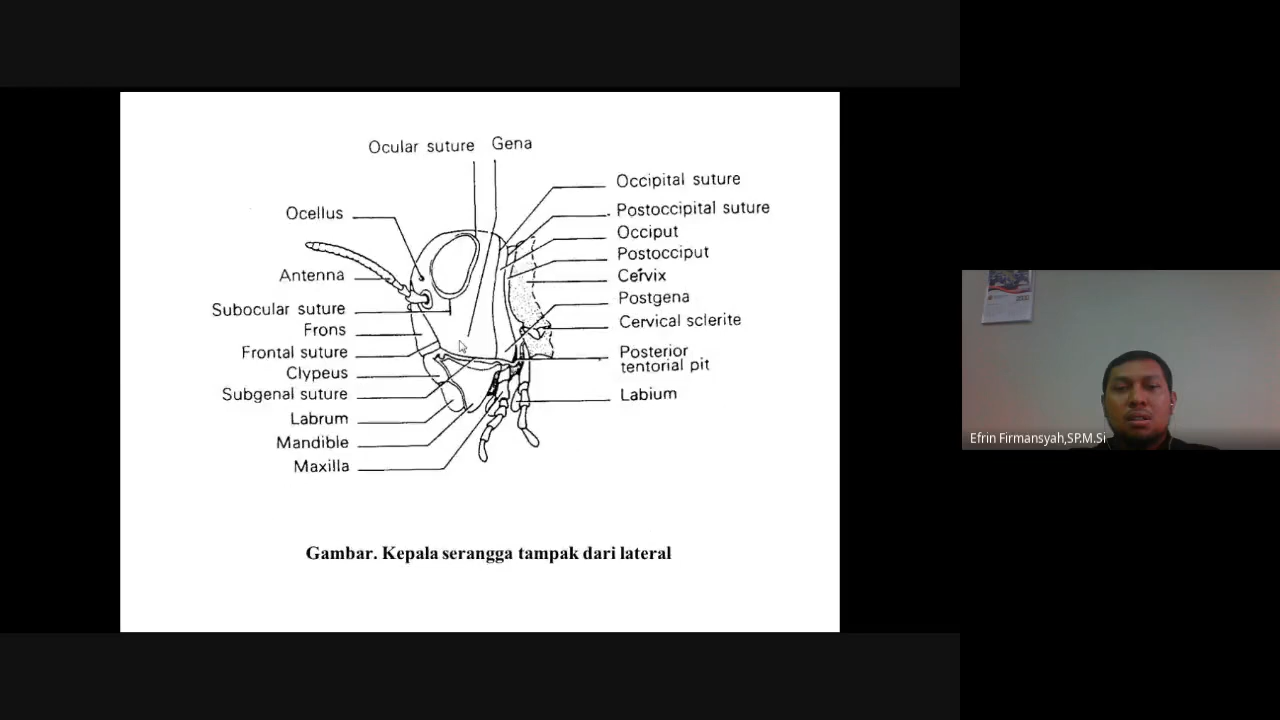 Ocular suture Gena
Occipital suture
Postoccipital suture
Occiput
Postocciput
Cervix
Postgena
Cervical sclerite
Posterior
tentorial pit
Labium
Ocellus
Antenna
Subocular suture
Frons
Frontal suture
Clypeus
Subgenal suture
Labrum
Mandible
Maxilla
Gambar. Kepala serangga tampak dari lateral
Efrin Firmansyah,SP.M.Si